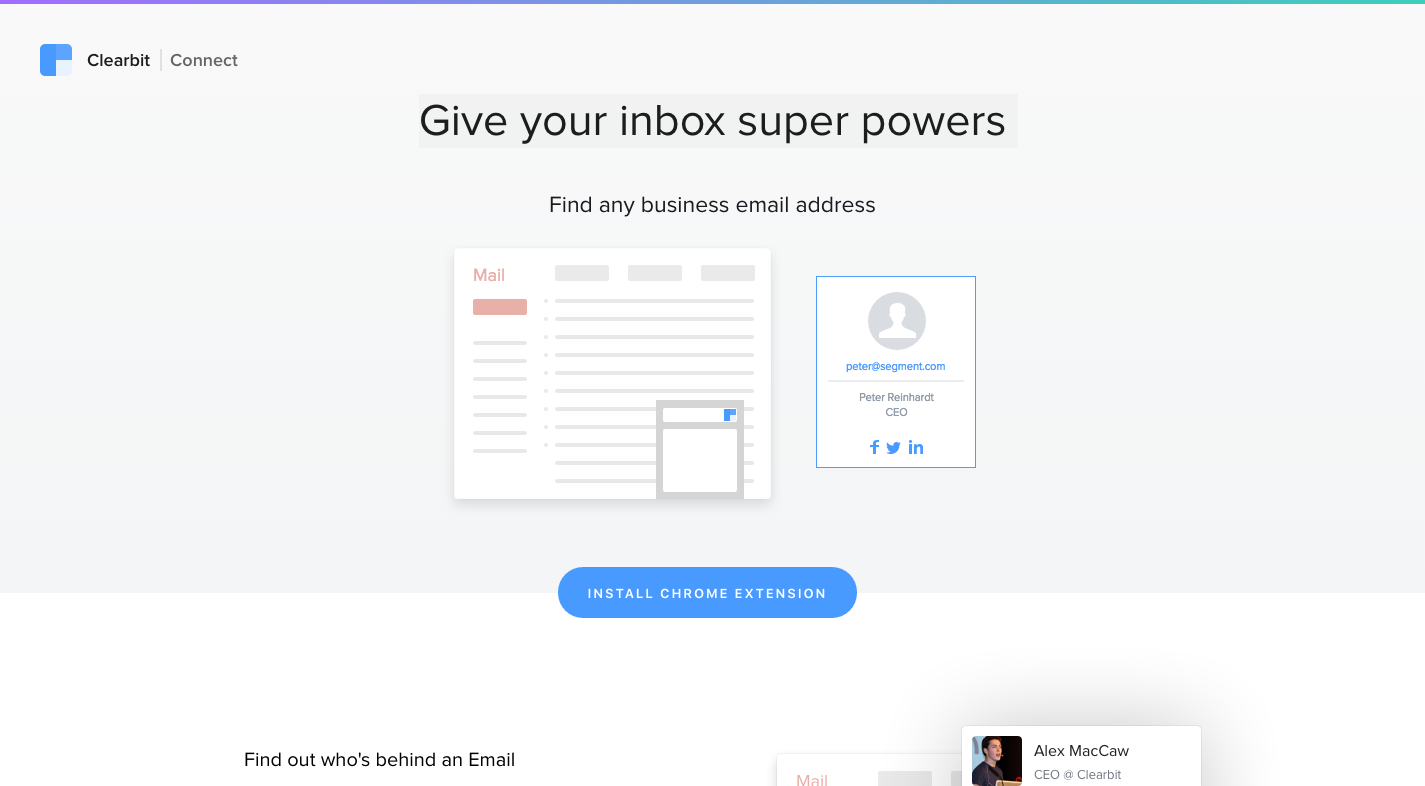 Clearbit Connect
Give your inbox super powers
Find any business email address
Mail
peter@segment.com
Peter Reinhardt
CEO
INSTALL CHROME EXTENSION
Find out who's behind an Email
Mail
Alex MacCaw
CEO @ Clearbit